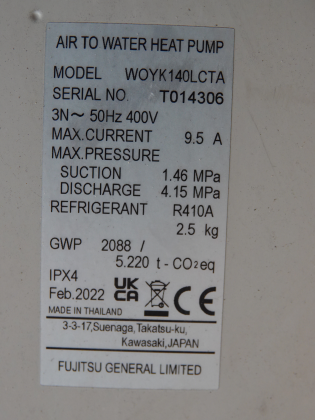 AIR TO WATER HEAT PUMP
MODEL WOYK140LCTA
SERIAL NO. T014306
3N～ 50Hz 400V
MAX.CURRENT 9.5 A
MAX.PRESSURE
SUCTION 1.46 MPa
DISCHARGE 4.15 MPa
REFRIGERANT R410A
2.5 kg
GWP 2088 /
5.220 t - CO2eq
IPX4
Feb.2022 UK CA CE
MADE IN THAILAND
3-3-17,Suenaga,Takatsu-ku,
Kawasaki,JAPAN
FUJITSU GENERAL LIMITED